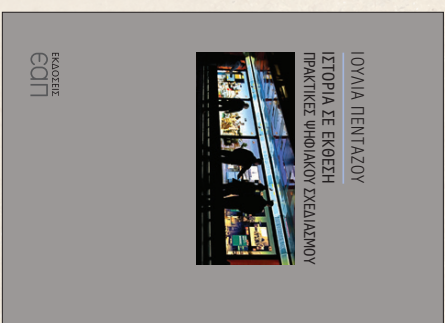 ΙΟΥΛΙΑ ΠΕΝΤΑΖΟΥ
ΙΣΤΟΡΙΑ ΣΕ ΕΚΘΕΣΗ
ΠΡΑΚΤΙΚΕΣ ΨΗΦΙΑΚΟΥ ΣΧΕΔΙΑΣΜΟΥ
ΕΚΔΟΣΕΙΣ
εαπ